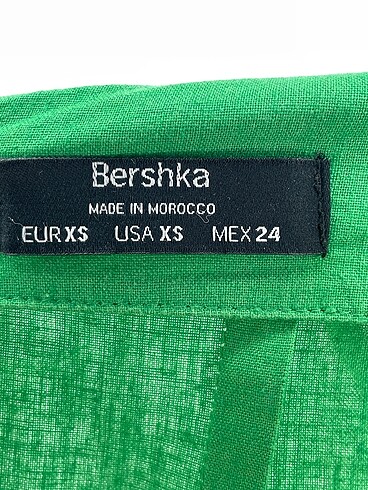 Bershka
MADE IN MOROCCO
EUR XS USA XS MEX 24